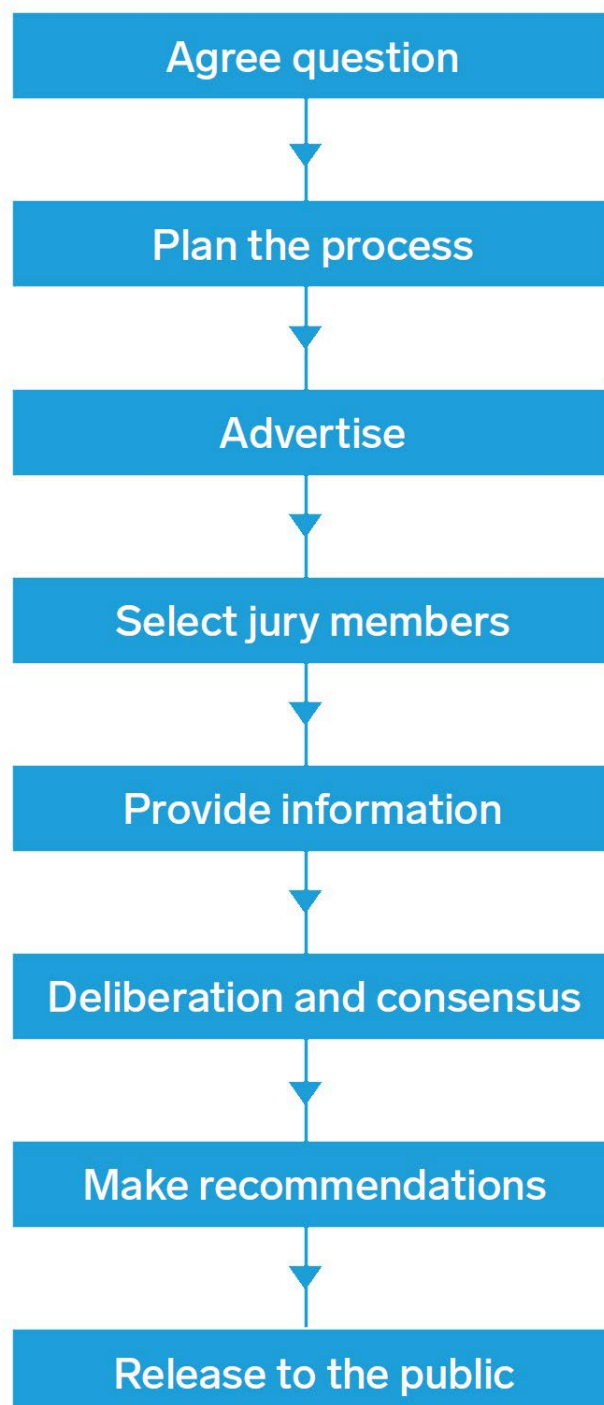 Agree question
Plan the process
Advertise
Select jury members
Provide information
Deliberation and consensus
Make recommendations
Release to the public